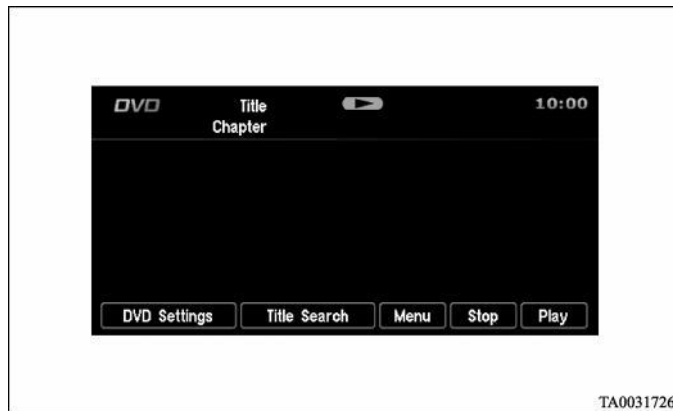 DVD Title 10:00
Chapter
DVD Settings Title Search Menu Stop Play
TA0031726